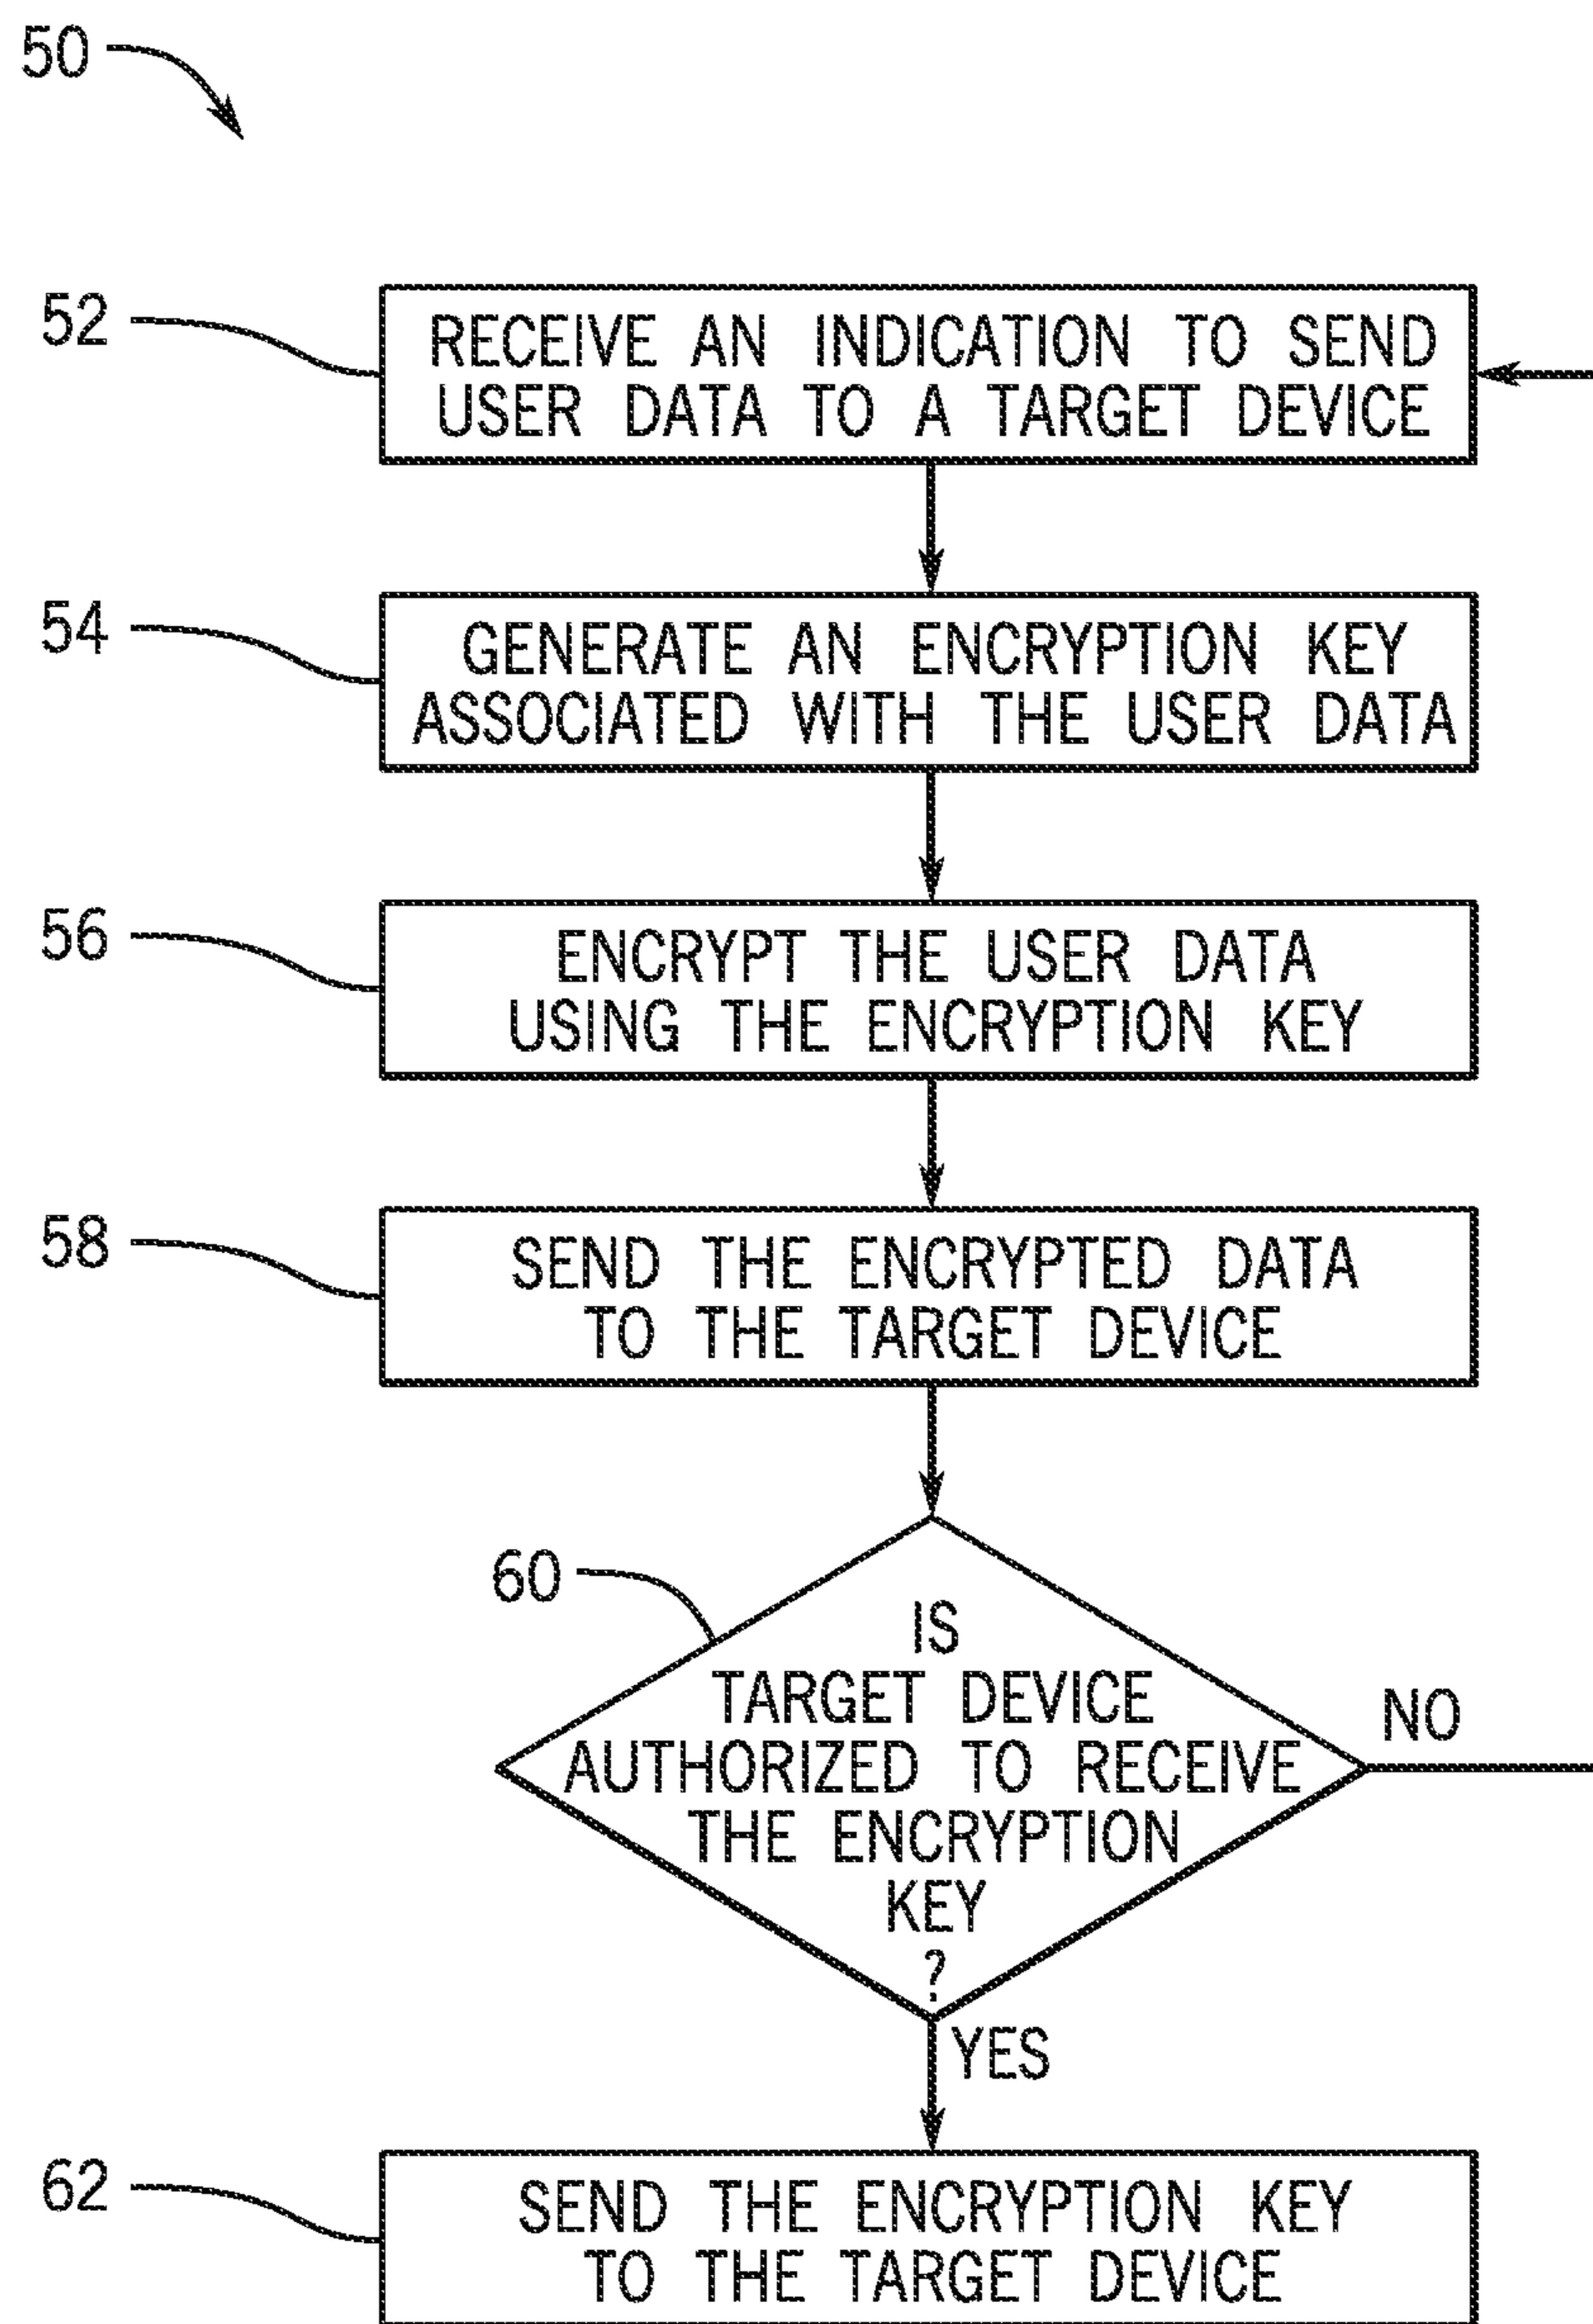 50
52
RECEIVE AN INDICATION TO SEND
USER DATA TO A TARGET DEVICE
54
GENERATE AN ENCRYPTION KEY
ASSOCIATED WITH THE USER DATA
56
ENCRYPT THE USER DATA
USING THE ENCRYPTION KEY
58
SEND THE ENCRYPTED DATA
TO THE TARGET DEVICE
60
IS
TARGET DEVICE
AUTHORIZED TO RECEIVE
THE ENCRYPTION
KEY
?
NO
YES
62
SEND THE ENCRYPTION KEY
TO THE TARGET DEVICE